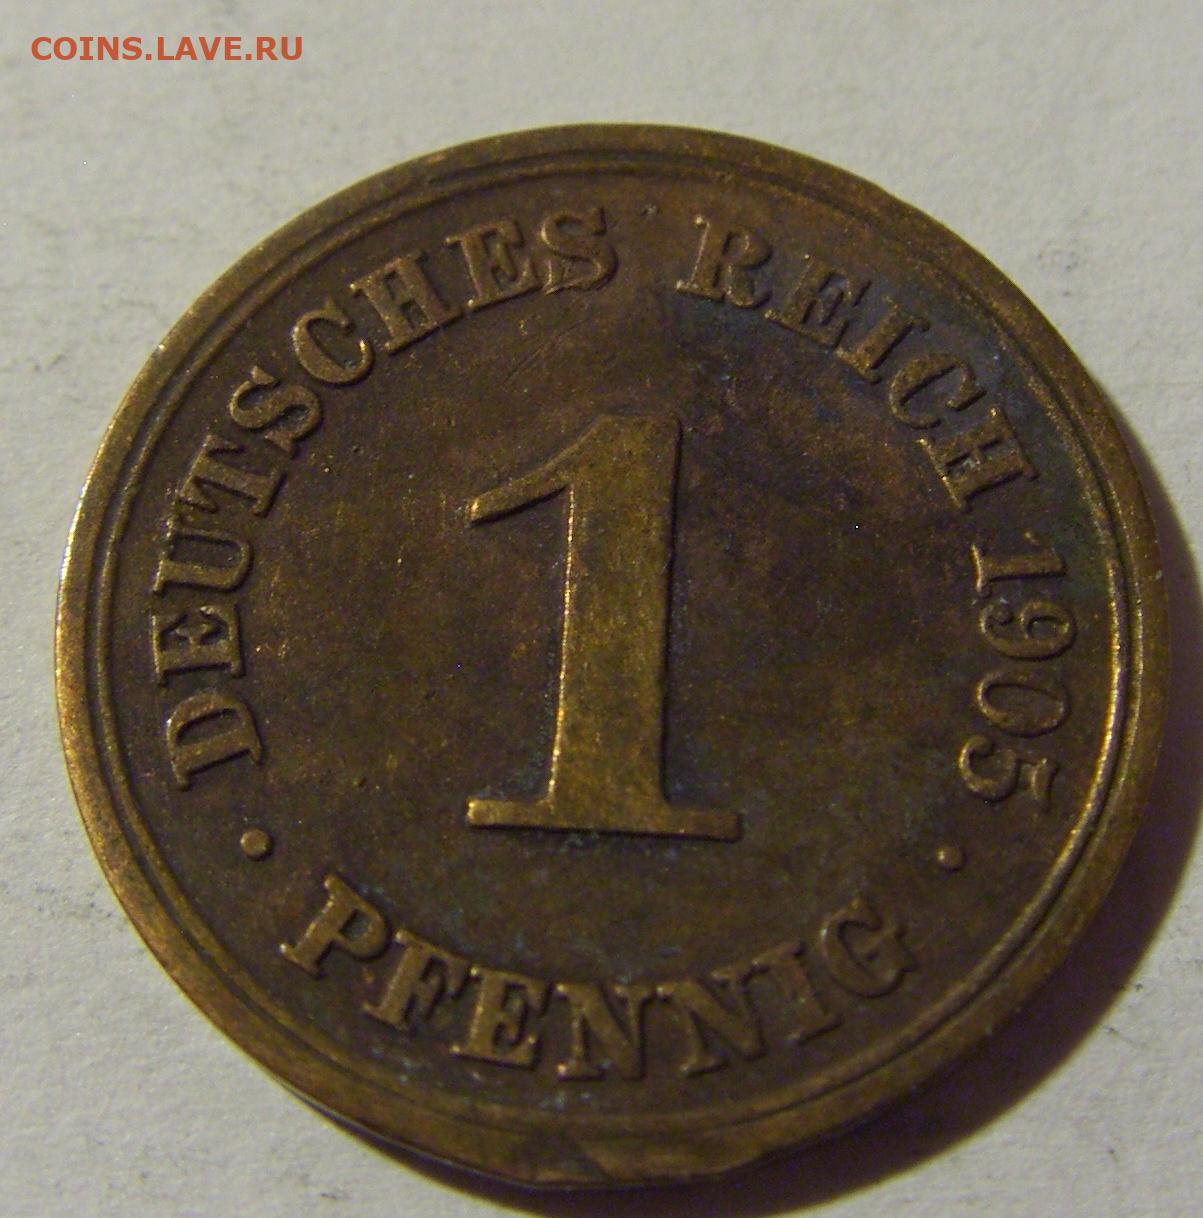 COINS.LAVE.RU
DEUTSCHES REICH 1905
1
· PFENNIG ·